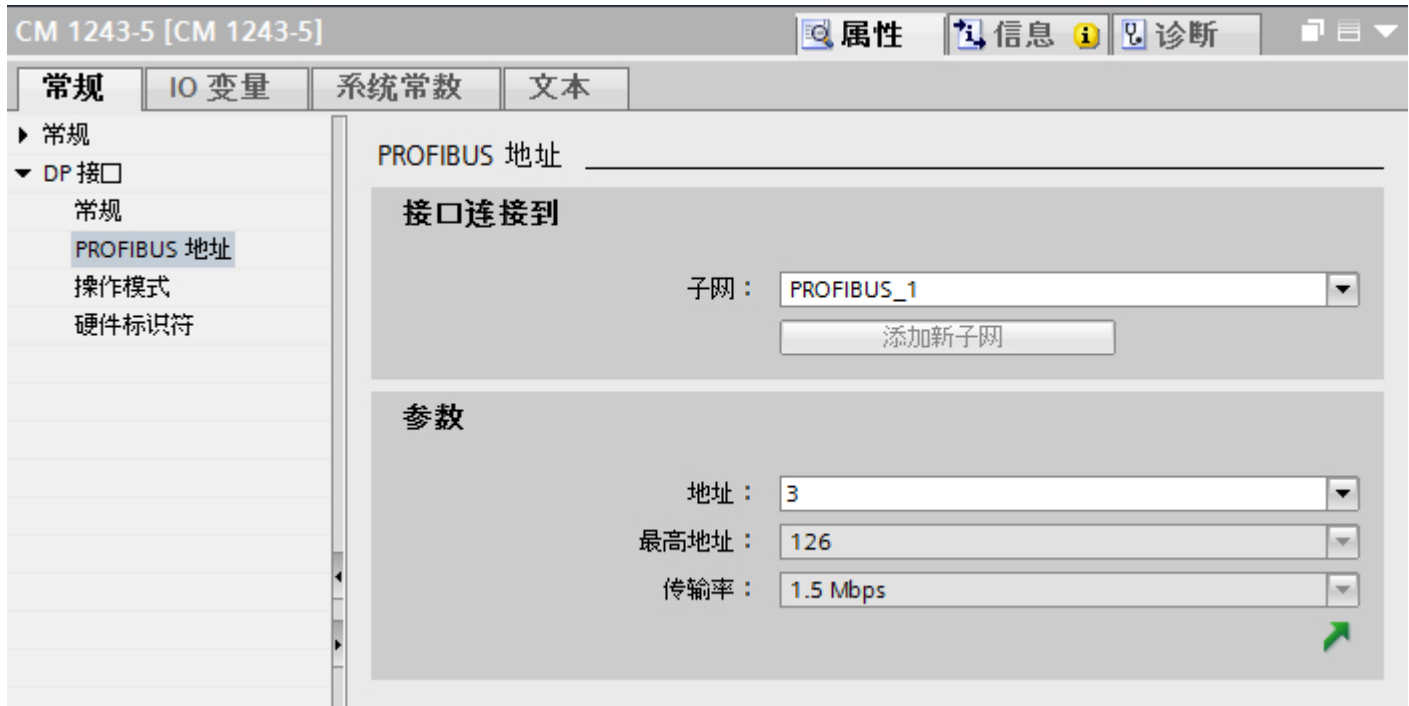 CM 1243-5 [CM 1243-5]
属性 信息 诊断
常规 IO 变量 系统常数 文本
常规
DP 接口
常规
PROFIBUS 地址
操作模式
硬件标识符
PROFIBUS 地址
接口连接到
子网： PROFIBUS_1
添加新子网
参数
地址： 3
最高地址： 126
传输率： 1.5 Mbps